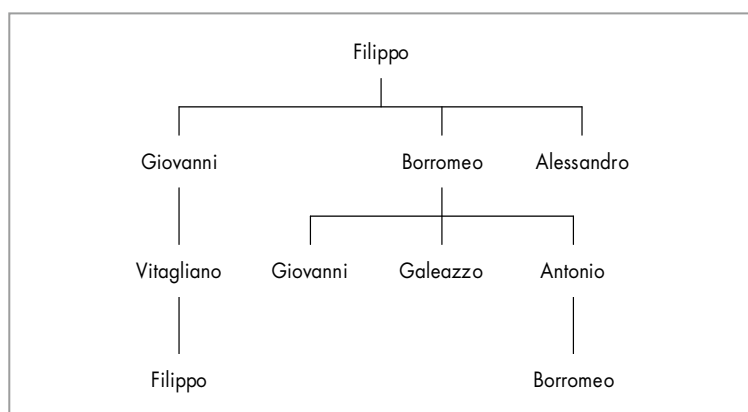 Filippo
Giovanni Borromeo Alessandro
Vitagliano Giovanni Galeazzo Antonio
Filippo Borromeo